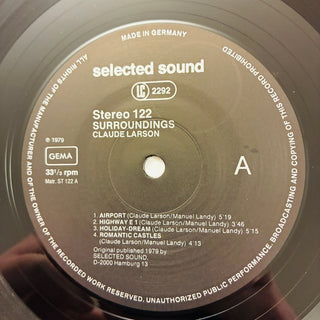 MADE IN GERMANY
ALL RIGHTS OF THE MANUFACTURER AND OF THE OWNER OF THE RECORDED WORK RESERVED. UNAUTHORIZED PUBLIC PERFORMANCE, BROADCASTING AND COPYING OF THIS RECORD PROHIBITED
selected sound
LC 2292
Stereo 122
SURROUNDINGS
CLAUDE LARSON
℗ 1979
GEMA
33⅓ rpm
Matr. ST 122 A
A
1. AIRPORT (Claude Larson/Manuel Landy) 5'19
2. HIGHWAY E 1 (Claude Larson/Manuel Landy) 3'46
3. HOLIDAY-DREAM (Claude Larson/Manuel Landy) 5'15
4. ROMANTIC CASTLES
(Claude Larson/Manuel Landy) 4'13
Original published 1979 by
SELECTED SOUND,
D-2000 Hamburg 13